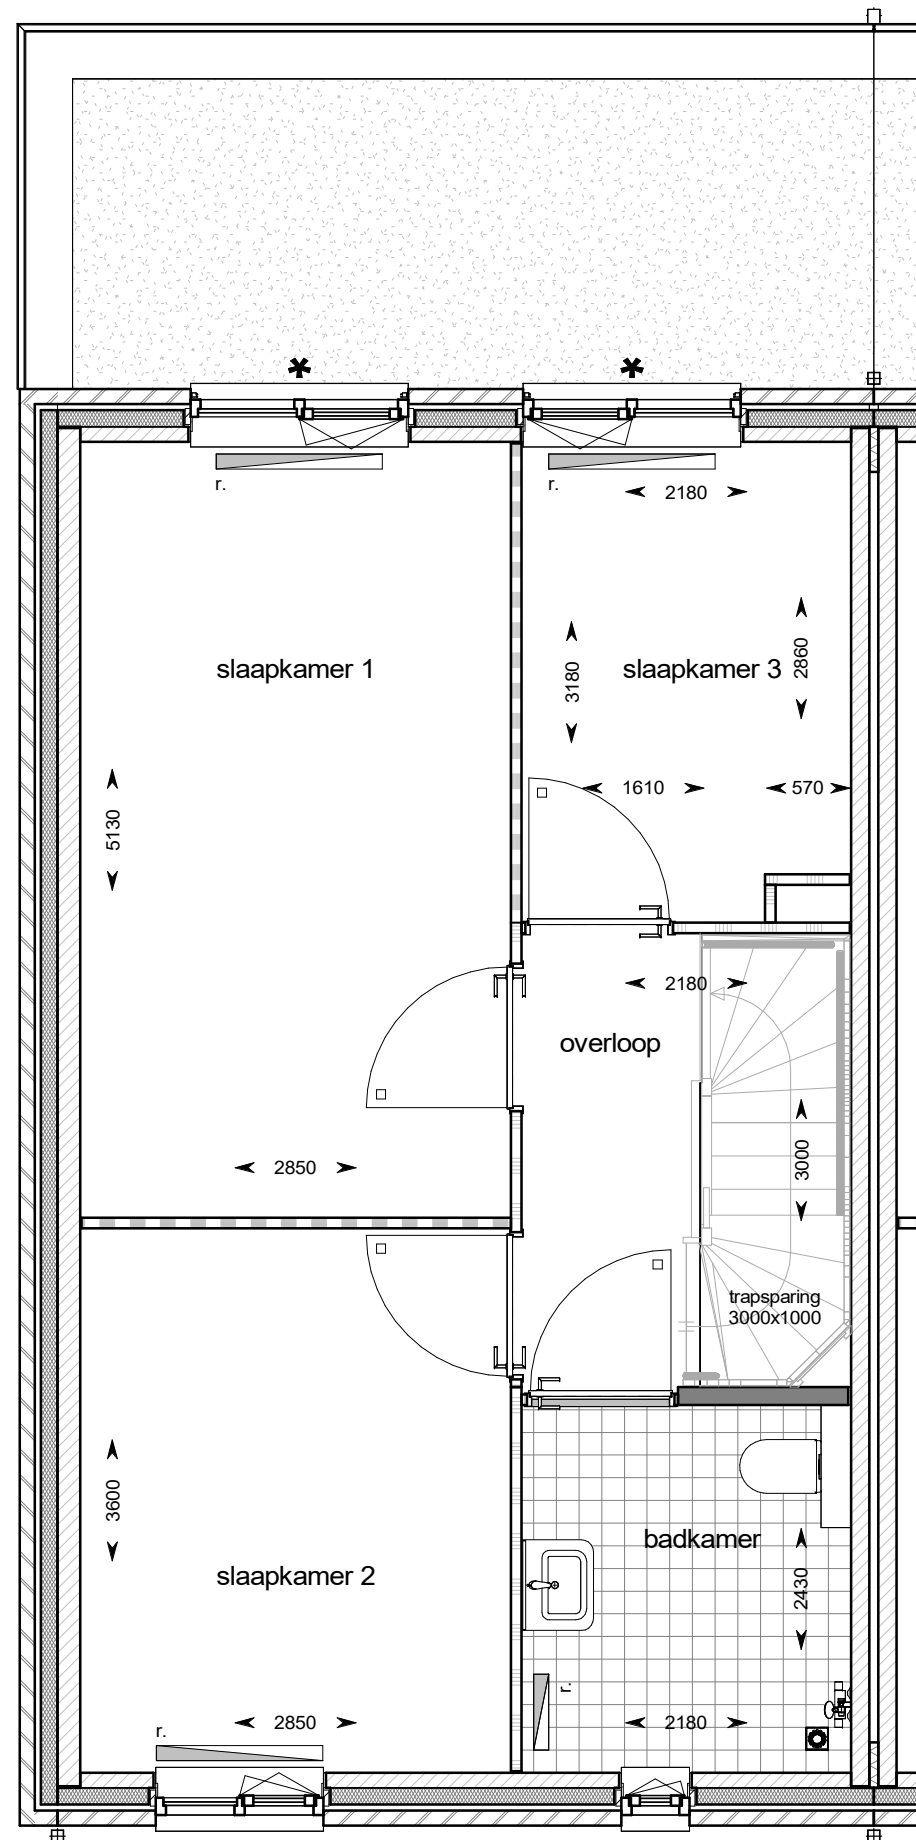 *
*
r.
r.
2180
slaapkamer 1
slaapkamer 3
3180
2860
1610
570
5130
2180
overloop
2850
3000
trapsparing
3000x1000
3600
badkamer
slaapkamer 2
2430
r.
r.
2850
2180